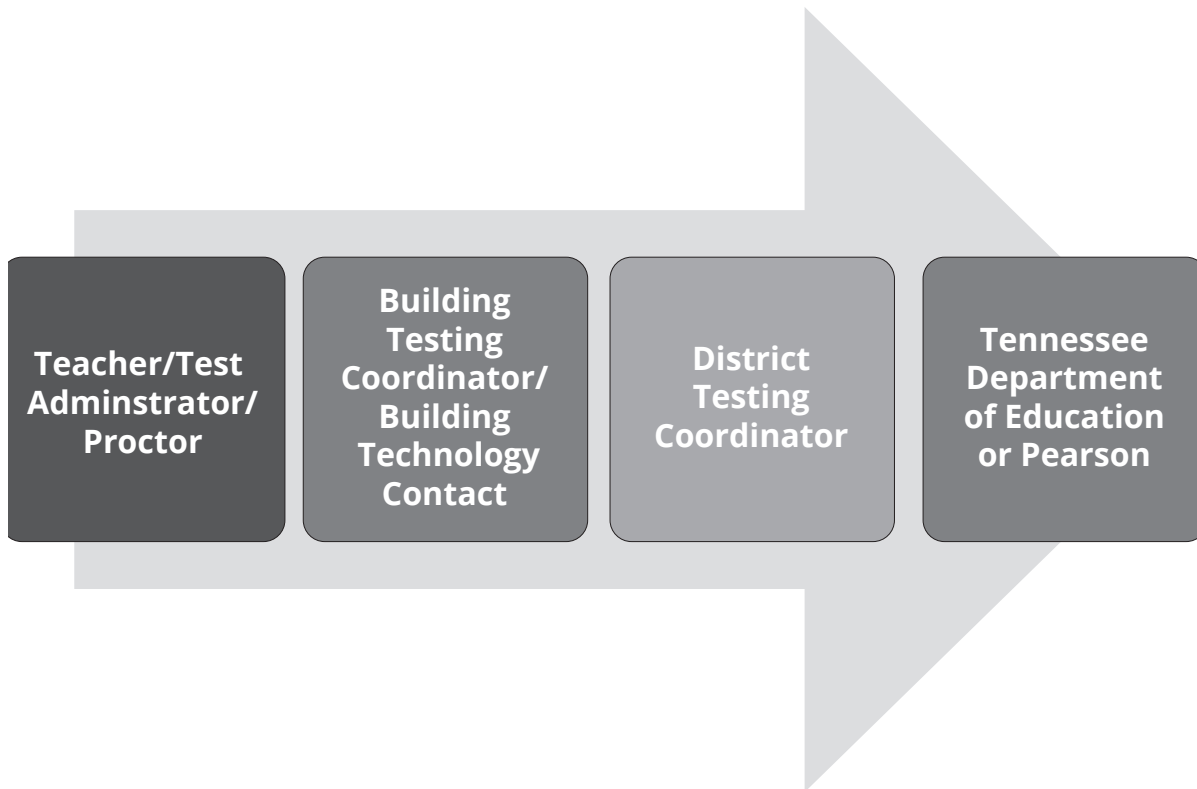 Teacher/Test
Adminstrator/
Proctor
Building
Testing
Coordinator/
Building
Technology
Contact
District
Testing
Coordinator
Tennessee
Department
of Education
or Pearson